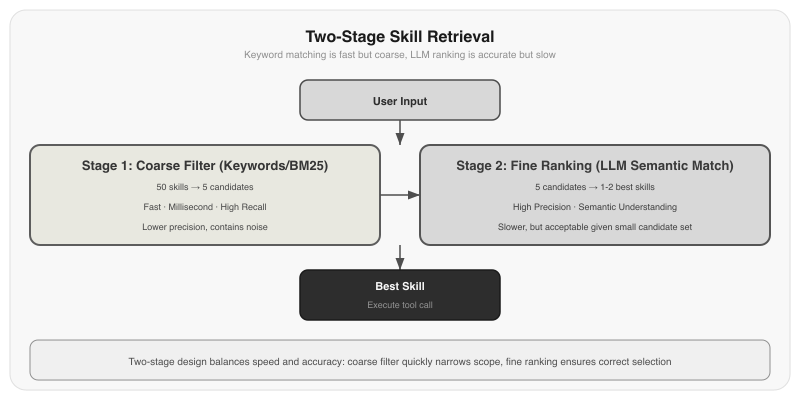 Two-Stage Skill Retrieval
Keyword matching is fast but coarse, LLM ranking is accurate but slow
User Input
Stage 1: Coarse Filter (Keywords/BM25)
50 skills → 5 candidates
Fast · Millisecond · High Recall
Lower precision, contains noise
Stage 2: Fine Ranking (LLM Semantic Match)
5 candidates → 1-2 best skills
High Precision · Semantic Understanding
Slower, but acceptable given small candidate set
Best Skill
Execute tool call
Two-stage design balances speed and accuracy: coarse filter quickly narrows scope, fine ranking ensures correct selection